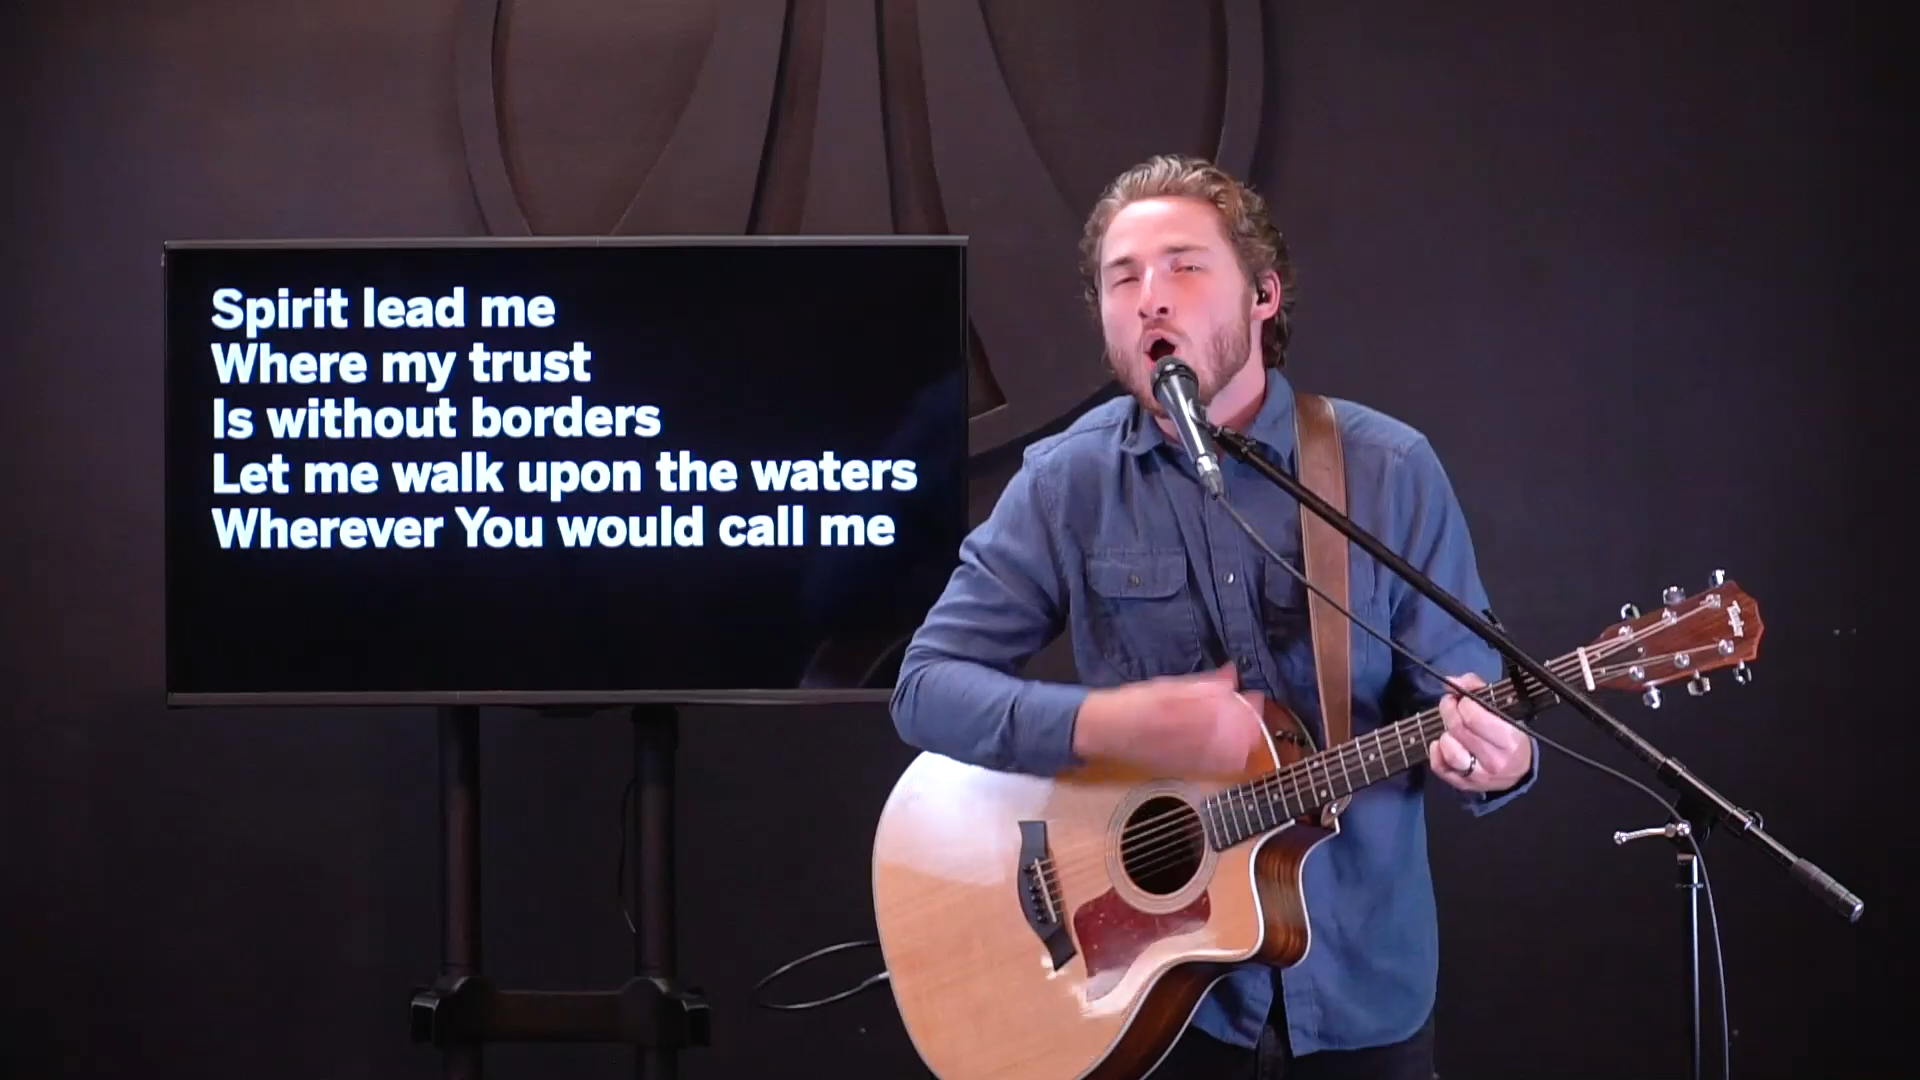 Spirit lead me
Where my trust
Is without borders
Let me walk upon the waters
Wherever You would call me
Taylor